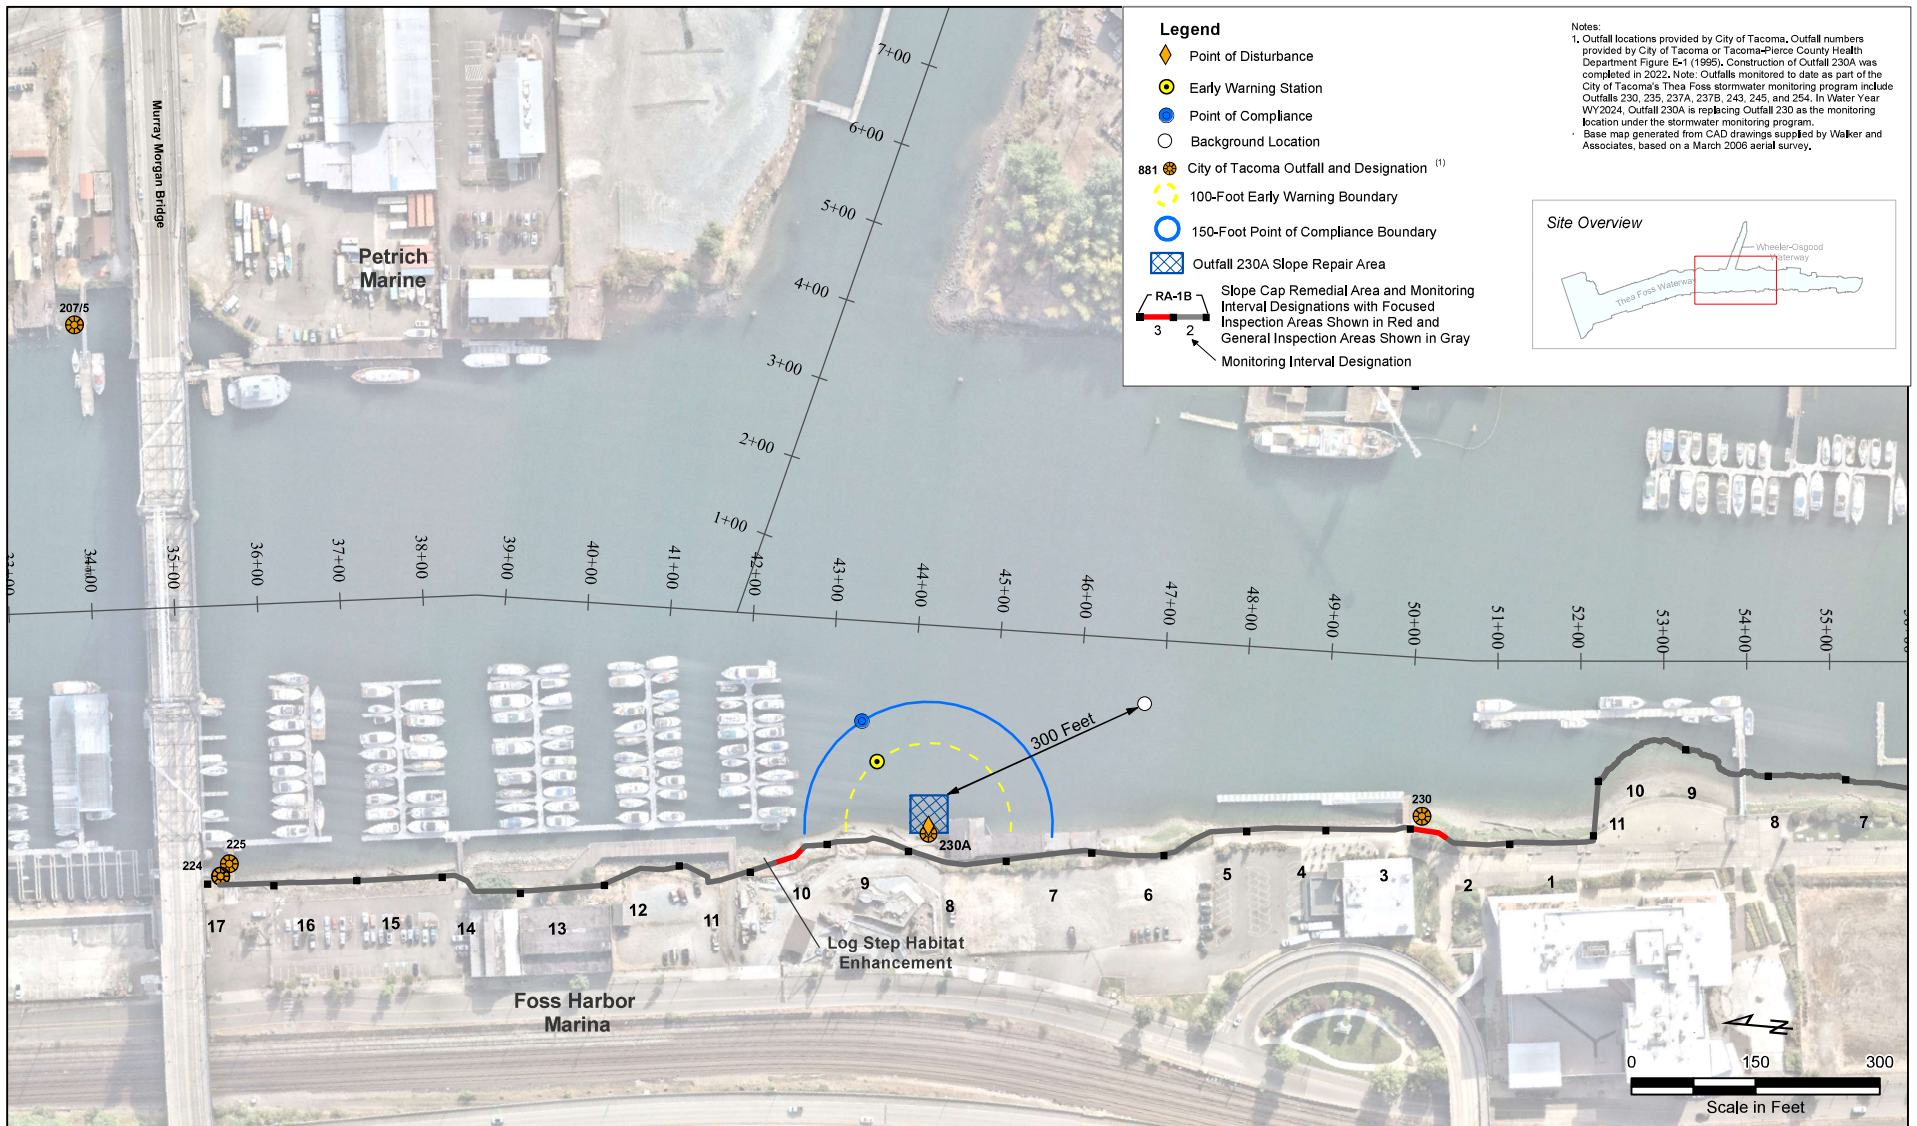 Legend
Point of Disturbance
Early Warning Station
Point of Compliance
Background Location
881 City of Tacoma Outfall and Designation (1)
100-Foot Early Warning Boundary
150-Foot Point of Compliance Boundary
Outfall 230A Slope Repair Area
RA-1B
3 2
Slope Cap Remedial Area and Monitoring
Interval Designations with Focused
Inspection Areas Shown in Red and
General Inspection Areas Shown in Gray
Monitoring Interval Designation
Notes:
1. Outfall locations provided by City of Tacoma. Outfall numbers
provided by City of Tacoma or Tacoma-Pierce County Health
Department Figure E-1 (1995). Construction of Outfall 230A was
completed in 2022. Note: Outfalls monitored to date as part of the
City of Tacoma's Thea Foss stormwater monitoring program include
Outfalls 230, 235, 237A, 237B, 243, 245, and 254. In Water Year
WY2024, Outfall 230A is replacing Outfall 230 as the monitoring
location under the stormwater monitoring program.
· Base map generated from CAD drawings supplied by Walker and
Associates, based on a March 2006 aerial survey.
Site Overview
Wheeler-Osgood
Waterway
Thea Foss Waterway
Murray Morgan Bridge
Petrich
Marine
207/5
7+00
6+00
5+00
4+00
3+00
2+00
1+00
33+00
34+00
35+00
36+00
37+00
38+00
39+00
40+00
41+00
42+00
43+00
44+00
45+00
46+00
47+00
48+00
49+00
50+00
51+00
52+00
53+00
54+00
55+00
300 Feet
230
230A
225
224
17
16
15
14
13
12
11
10
9
8
7
6
5
4
3
2
1
11
10
9
8
7
Log Step Habitat
Enhancement
Foss Harbor
Marina
N
0 150 300
Scale in Feet